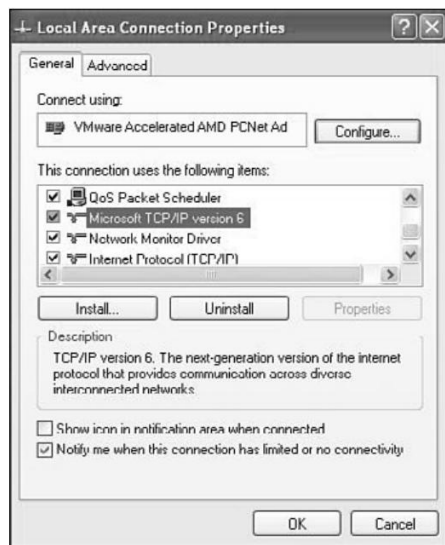 Local Area Connection Properties
General
Advanced
Connect using:
VMware Accelerated AMD PCNet Ad
Configure...
This connection uses the following items:
QoS Packet Scheduler
Microsoft TCP/IP version 6
Network Monitor Driver
Internet Protocol (TCP/IP)
Install...
Uninstall
Properties
Description
TCP/IP version 6. The next-generation version of the internet
protocol that provides communication across diverse
interconnected networks.
Show icon in notification area when connected
Notify me when this connection has limited or no connectivity
OK
Cancel